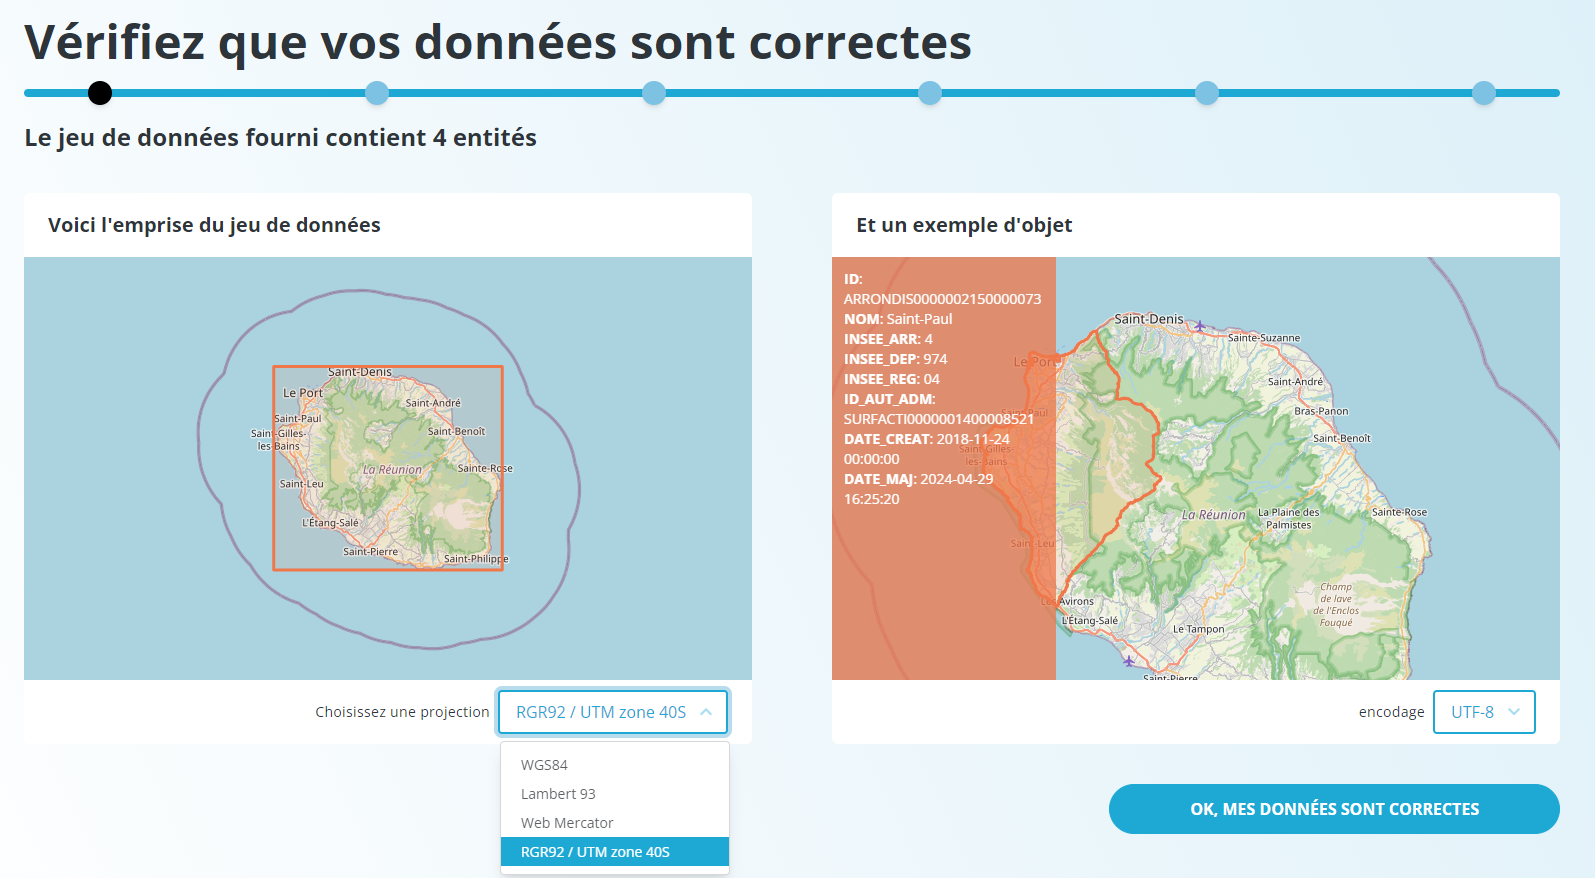 Vérifiez que vos données sont correctes
Le jeu de données fourni contient 4 entités
Voici l'emprise du jeu de données
Saint-Denis
Le Port
Saint-André
Saint-Paul
Saint-Gilles-
les-Bains
Saint-Benoît
La Réunion
Sainte-Rose
Saint-Leu
L'Étang-Salé
Saint-Pierre
Saint-Philippe
Choisissez une projection
RGR92 / UTM zone 40S
WGS84
Lambert 93
Web Mercator
RGR92 / UTM zone 40S
Et un exemple d'objet
ID:
ARRONDIS0000002150000073
NOM: Saint-Paul
INSEE_ARR: 4
INSEE_DEP: 974
INSEE_REG: 04
ID_AUT_ADM:
SURFACTI0000001400008521
DATE_CREAT: 2018-11-24
00:00:00
DATE_MAJ: 2024-04-29
16:25:20
Saint-Denis
Sainte-Suzanne
Le Port
Saint-André
Saint-Paul
Bras-Panon
Saint-Benoît
Saint-Gilles-
les-Bains
La Réunion
La Plaine des
Palmistes
Sainte-Rose
Saint-Leu
Champ
de lave
de l'Enclos
Fouqué
Les Avirons
L'Étang-Salé
Le Tampon
Saint-Pierre
encodage
UTF-8
OK, MES DONNÉES SONT CORRECTES